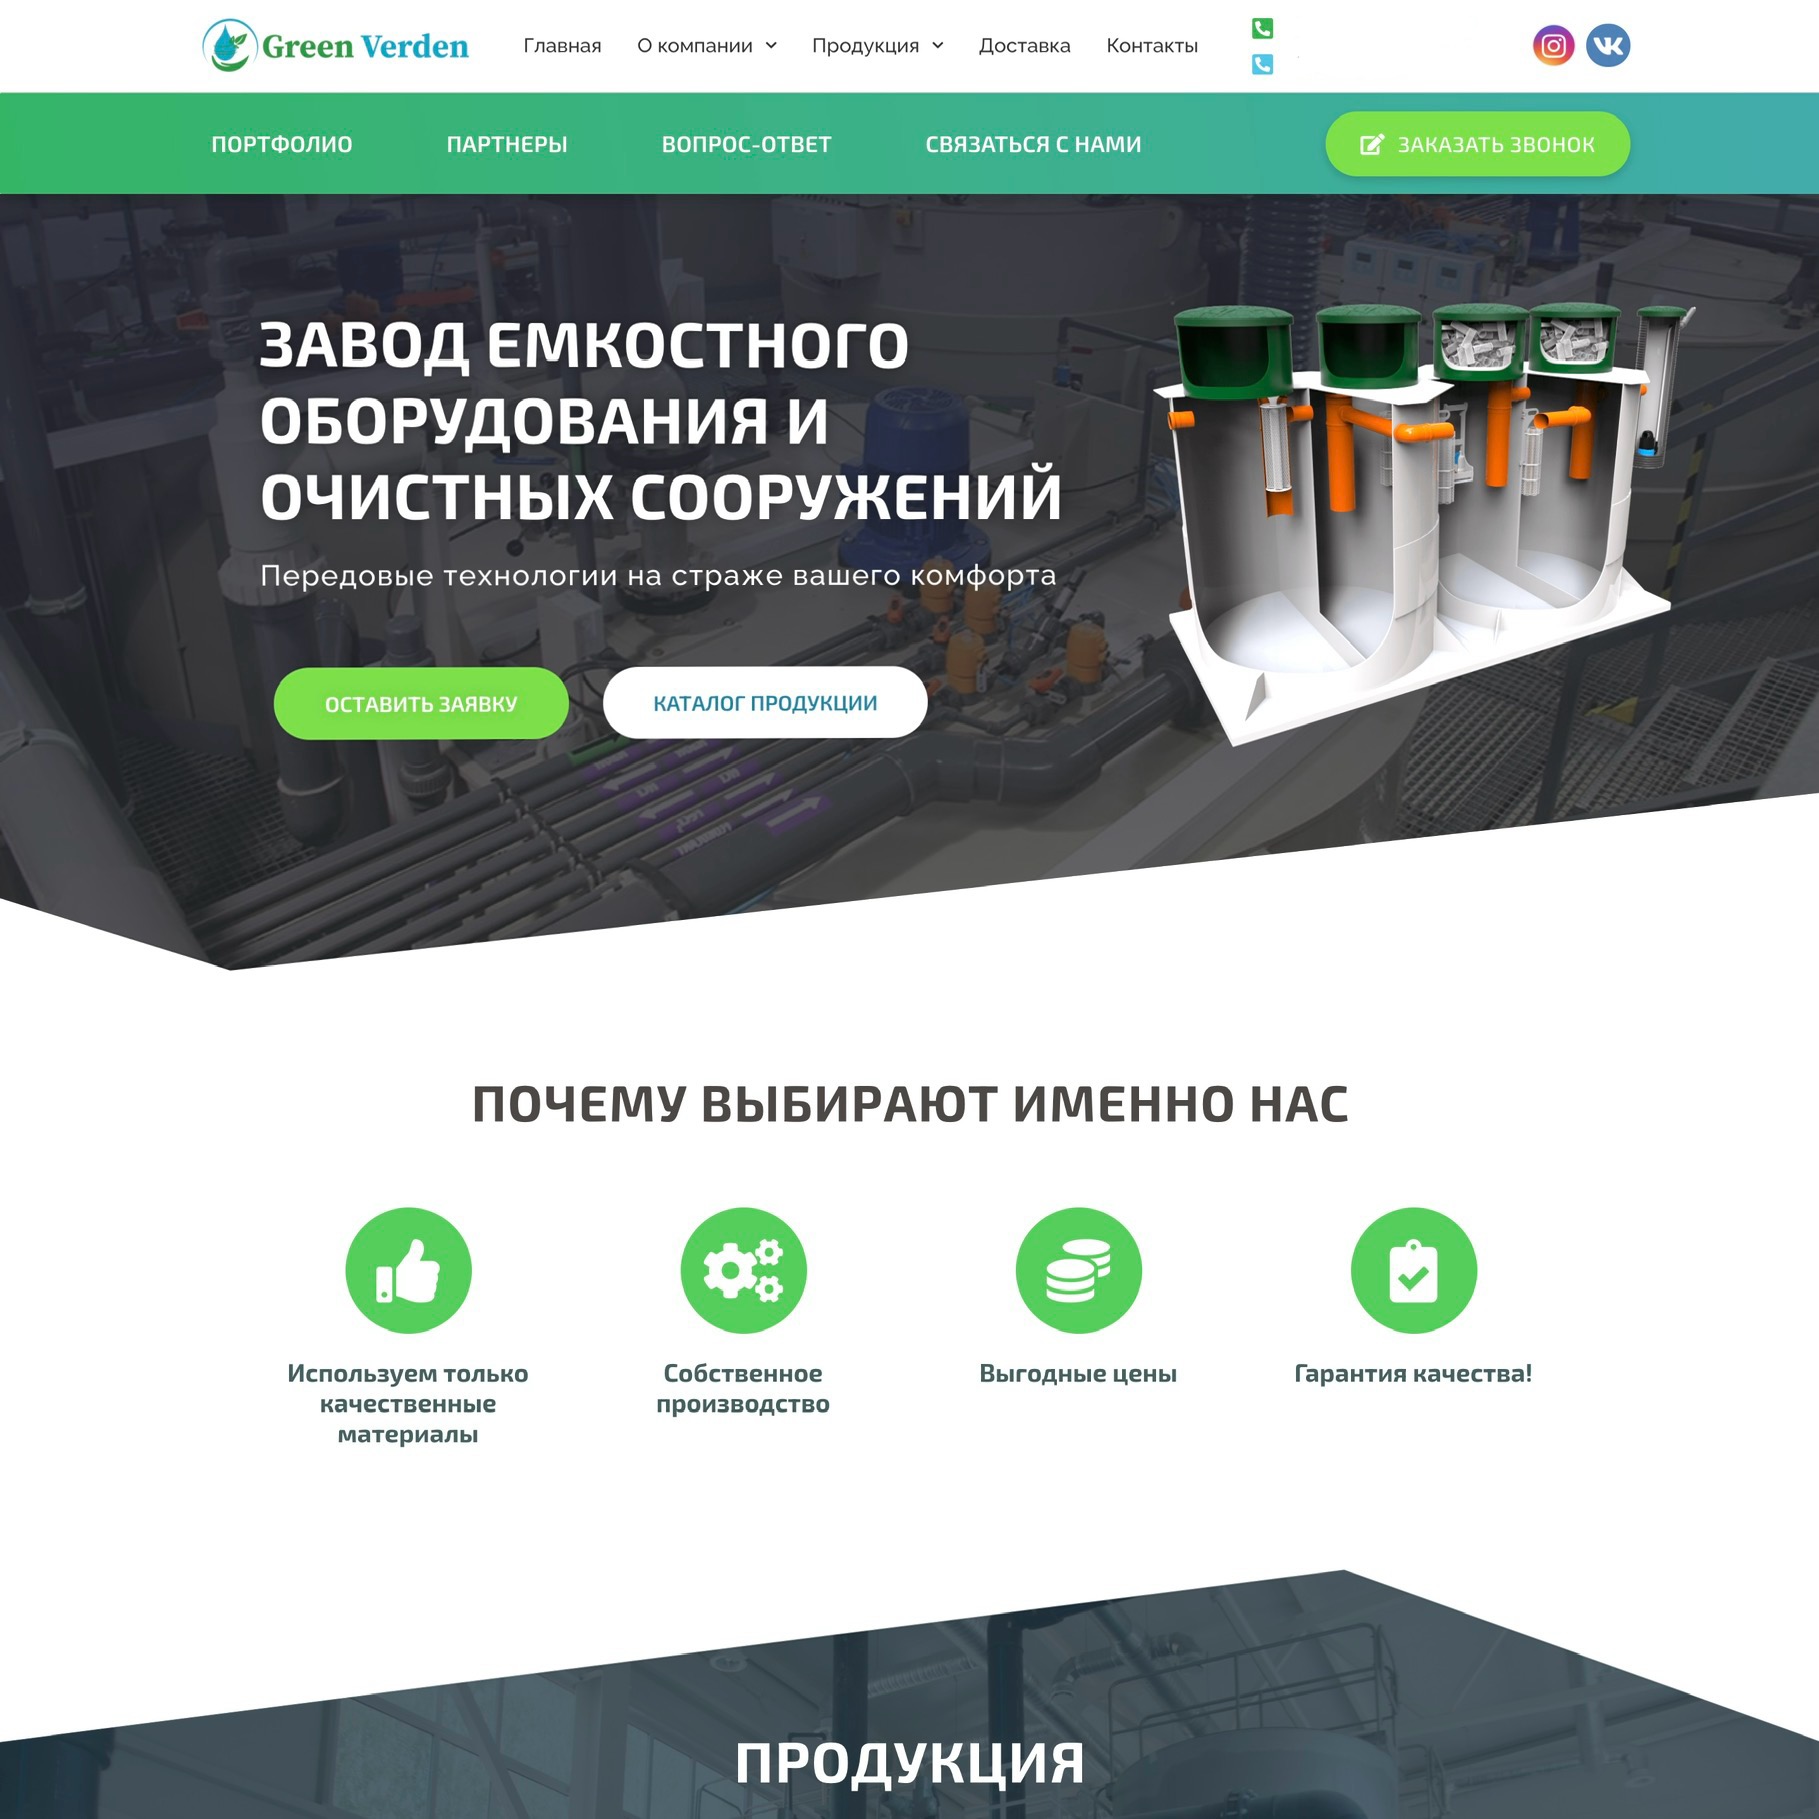 Green Verden
Главная
О компании
Продукция
Доставка
Контакты
ПОРТФОЛИО
ПАРТНЕРЫ
ВОПРОС-ОТВЕТ
СВЯЗАТЬСЯ С НАМИ
ЗАКАЗАТЬ ЗВОНОК
ЗАВОД ЕМКОСТНОГО
ОБОРУДОВАНИЯ И
ОЧИСТНЫХ СООРУЖЕНИЙ
Передовые технологии на страже вашего комфорта
ОСТАВИТЬ ЗАЯВКУ
КАТАЛОГ ПРОДУКЦИИ
ПОЧЕМУ ВЫБИРАЮТ ИМЕННО НАС
Используем только
качественные
материалы
Собственное
производство
Выгодные цены
Гарантия качества!
ПРОДУКЦИЯ